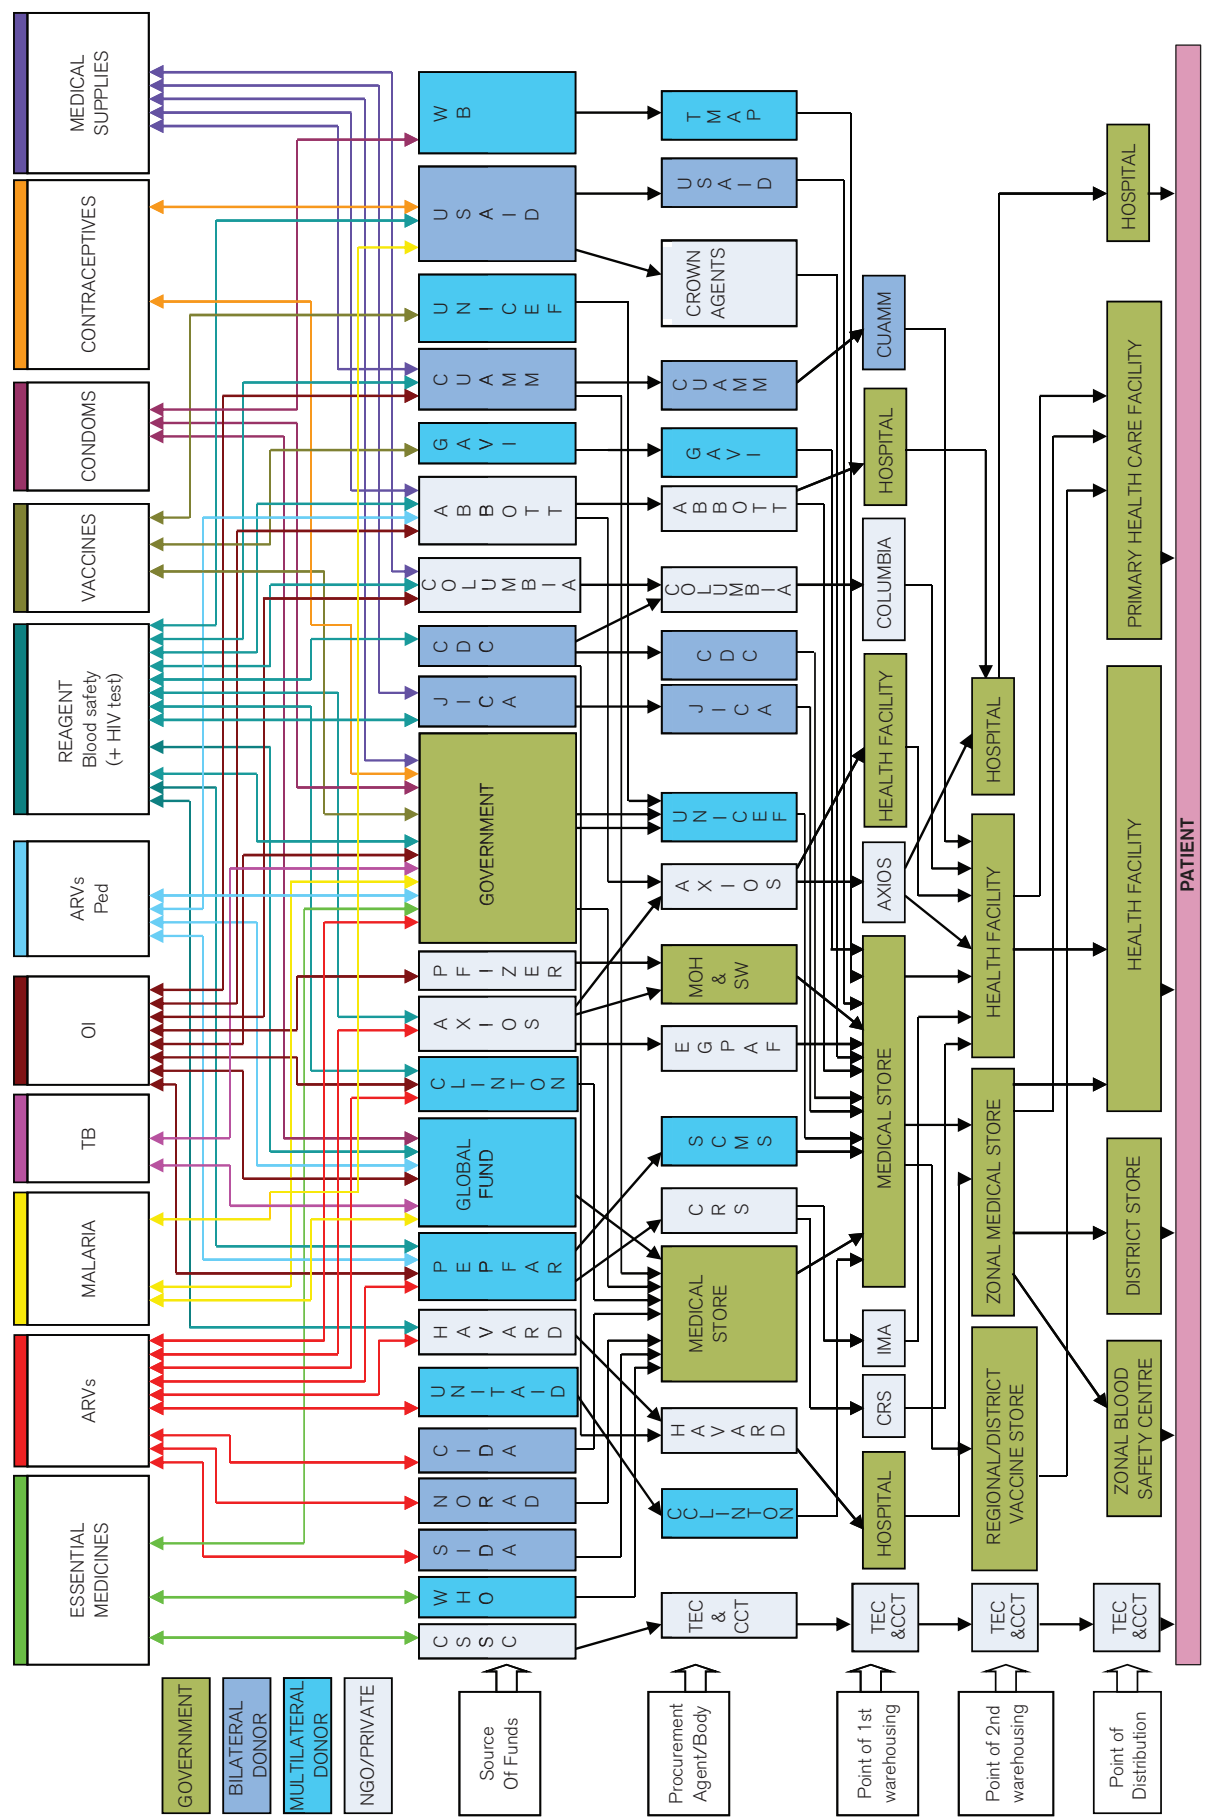 ESSENTIAL
MEDICINES
ARVs
MALARIA
TB
OI
ARVs
Ped
REAGENT
Blood safety
(+ HIV test)
VACCINES
CONDOMS
CONTRACEPTIVES
MEDICAL
SUPPLIES
GOVERNMENT
BILATERAL
DONOR
MULTILATERAL
DONOR
NGO/PRIVATE
Source
Of Funds
CSSC
WHO
SIDA
NORAD
CIDA
UNITAID
HAVARD
PEPFAR
GLOBAL
FUND
CLINTON
AXIOS
PFIZER
GOVERNMENT
JICA
CDC
COLUMBIA
ABBOTT
GAVI
CUAMM
UNICEF
USAID
WB
Procurement
Agent/Body
TEC
&
CCT
CCLINTON
HAVARD
MEDICAL
STORE
CRS
SCMS
EGPAF
MOH
&
SW
AXIOS
UNICEF
JICA
CDC
COLUMBIA
ABBOTT
GAVI
CUAMM
CROWN
AGENTS
USAID
TMAP
Point of 1st
warehousing
TEC
&CCT
HOSPITAL
CRS
IMA
MEDICAL STORE
AXIOS
HEALTH FACILITY
COLUMBIA
HOSPITAL
CUAMM
Point of 2nd
warehousing
TEC
&CCT
REGIONAL/DISTRICT
VACCINE STORE
ZONAL MEDICAL STORE
HEALTH FACILITY
HOSPITAL
Point of
Distribution
TEC
&CCT
ZONAL BLOOD
SAFETY CENTRE
DISTRICT STORE
HEALTH FACILITY
PRIMARY HEALTH CARE FACILITY
HOSPITAL
PATIENT